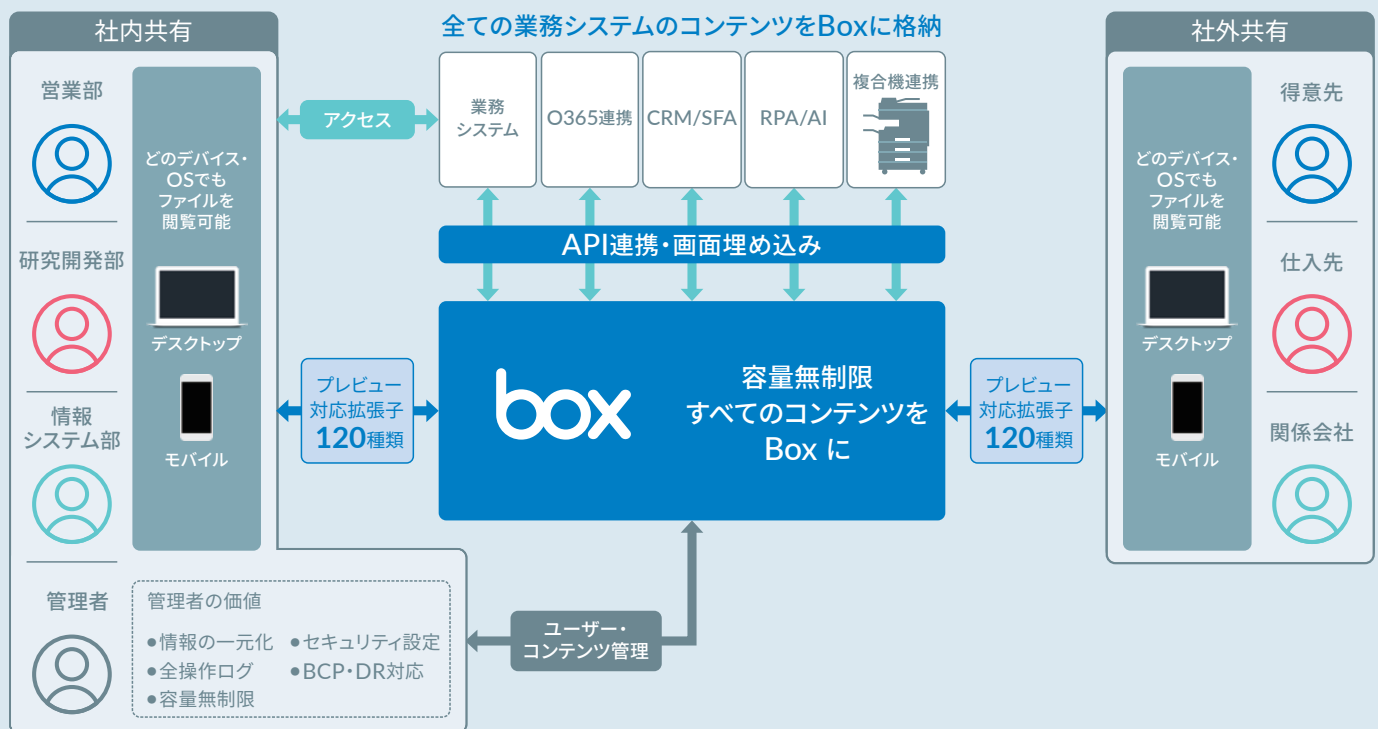 社内共有
営業部
研究開発部
情報
システム部
どのデバイス・
OSでも
ファイルを
閲覧可能
デスクトップ
モバイル
管理者
管理者の価値
●情報の一元化
●セキュリティ設定
●全操作ログ
●BCP・DR対応
●容量無制限
全ての業務システムのコンテンツをBoxに格納
アクセス
業務
システム
O365連携
CRM/SFA
RPA/AI
複合機連携
API連携・画面埋め込み
プレビュー
対応拡張子
120種類
box
容量無制限
すべてのコンテンツを
Box に
プレビュー
対応拡張子
120種類
ユーザー・
コンテンツ管理
社外共有
どのデバイス・
OSでも
ファイルを
閲覧可能
デスクトップ
モバイル
得意先
仕入先
関係会社